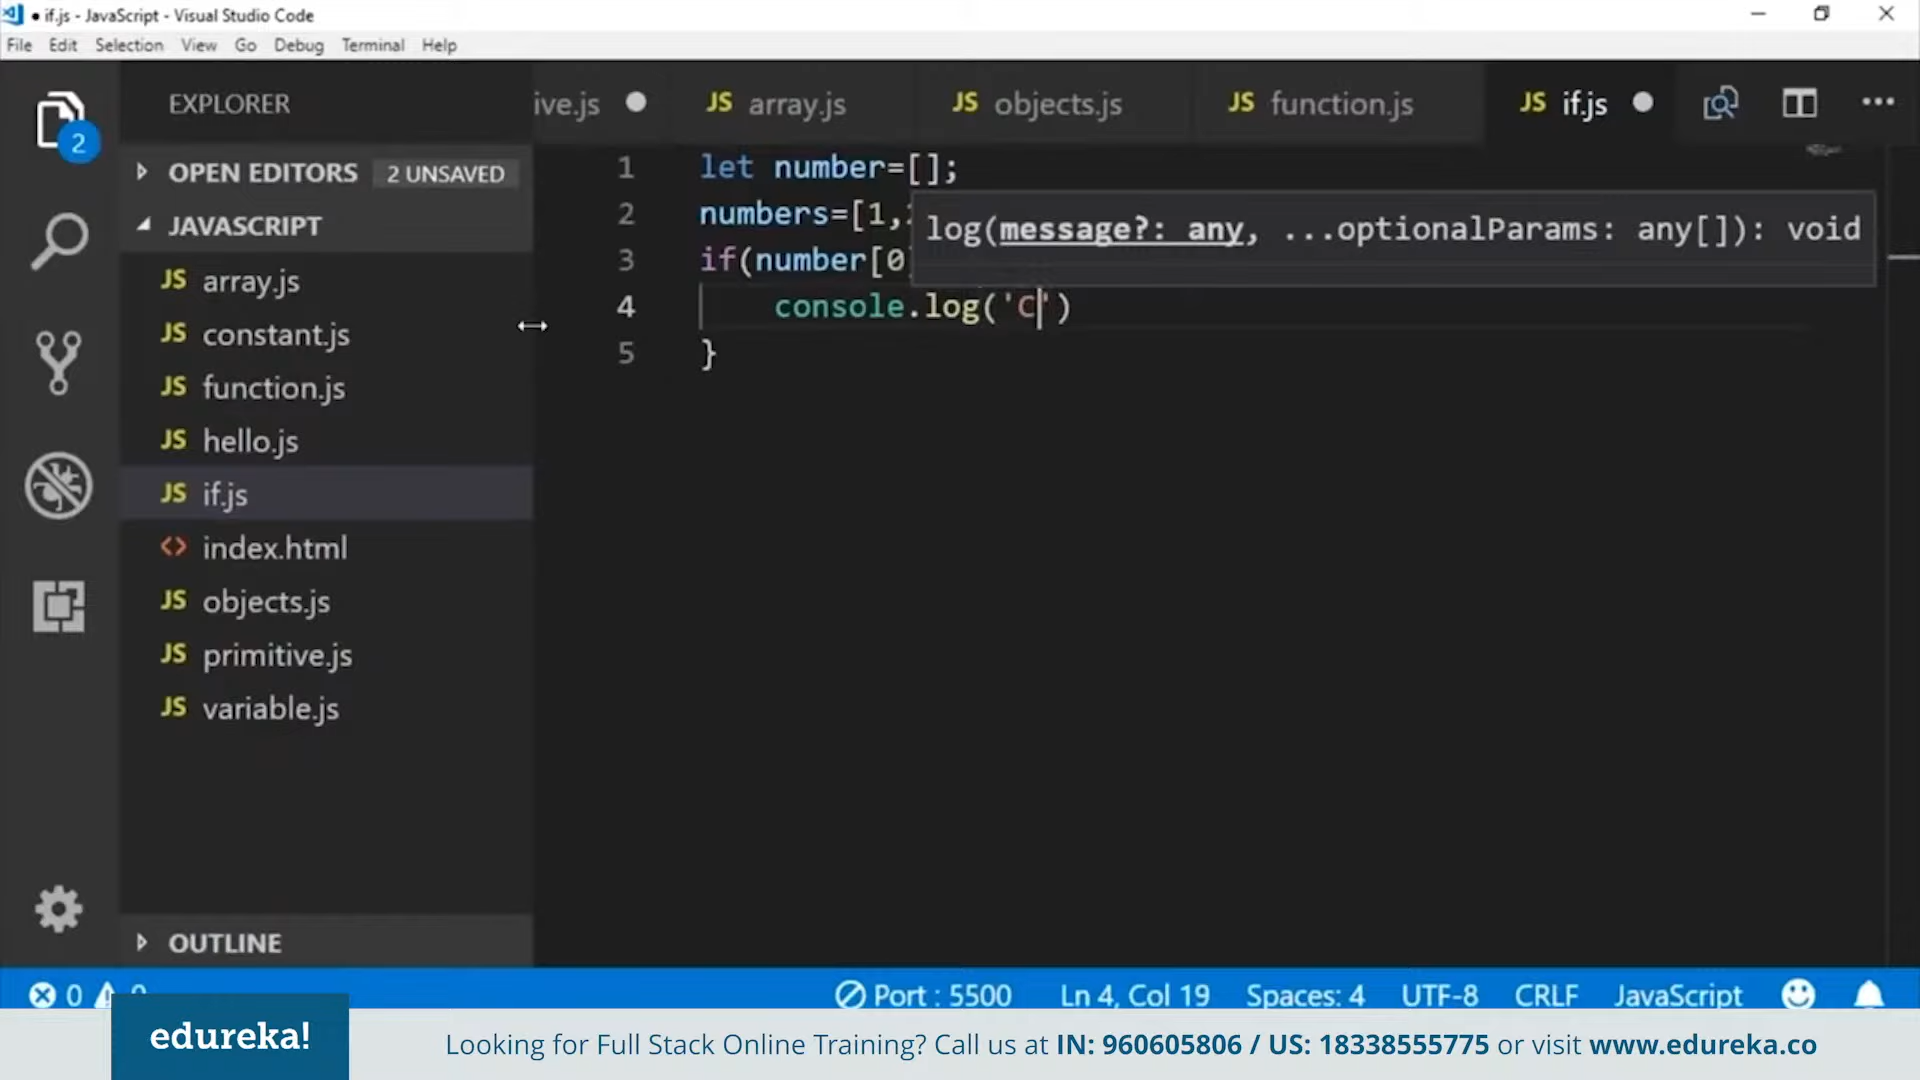 if.js - JavaScript - Visual Studio Code
File Edit Selection View Go Debug Terminal Help
EXPLORER
ive.js JS array.js JS objects.js JS function.js JS if.js
2
OPEN EDITORS 2 UNSAVED
JAVASCRIPT
JS array.js
JS constant.js
JS function.js
JS hello.js
JS if.js
<> index.html
JS objects.js
JS primitive.js
JS variable.js
OUTLINE
1 let number=[];
2 numbers=[1,
log(message?: any, ...optionalParams: any[]): void
3 if(number[0
4 console.log('C')
5 }
0 Port : 5500 Ln 4, Col 19 Spaces: 4 UTF-8 CRLF JavaScript
edureka! Looking for Full Stack Online Training? Call us at IN: 960605806 / US: 18338555775 or visit www.edureka.co